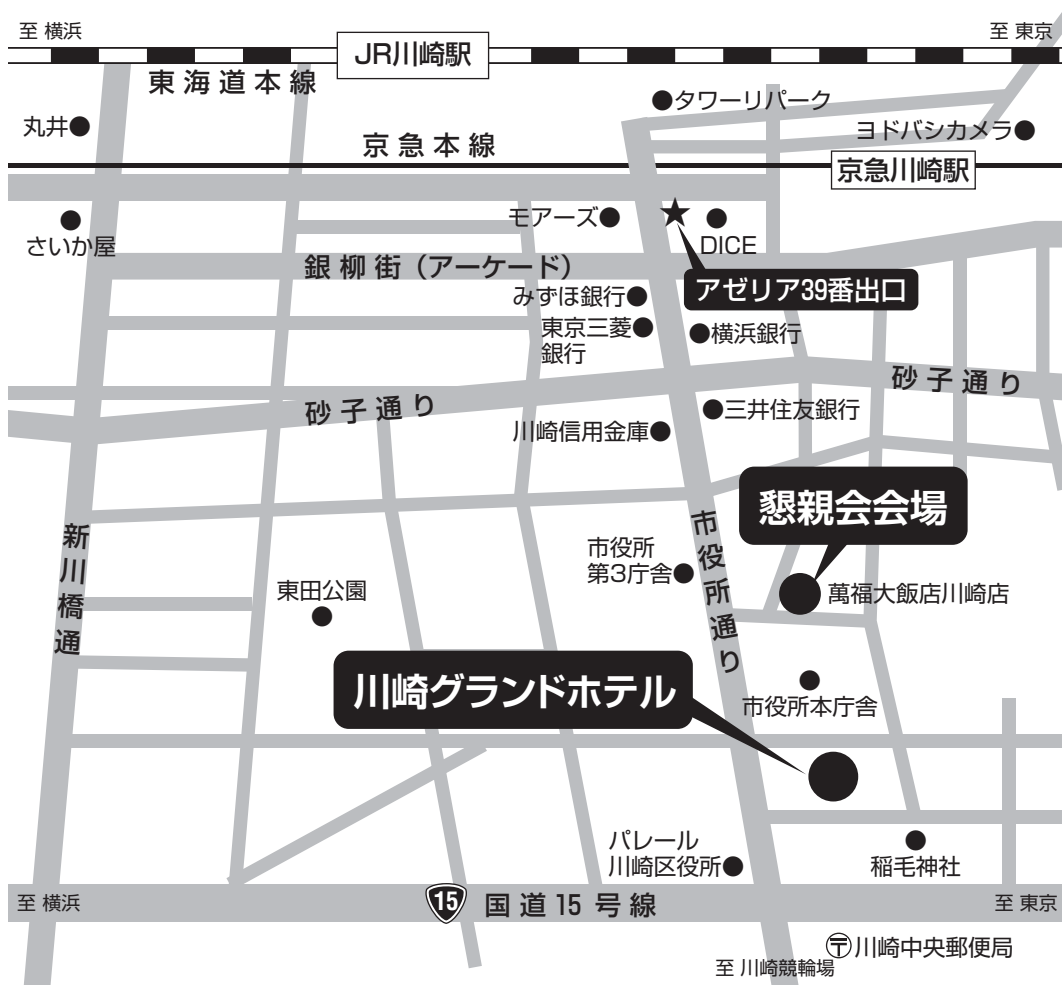 至 横浜
至 東京
JR川崎駅
東海道本線
タワーリパーク
丸井
ヨドバシカメラ
京急本線
京急川崎駅
モアーズ
さいか屋
DICE
銀柳街（アーケード）
アゼリア39番出口
みずほ銀行
東京三菱
銀行
横浜銀行
砂子通り
砂子通り
三井住友銀行
川崎信用金庫
懇親会会場
市役所通り
新川橋通
市役所
第3庁舎
東田公園
萬福大飯店川崎店
川崎グランドホテル
市役所本庁舎
パレール
川崎区役所
稲毛神社
至 横浜
15
国道15号線
至 東京
〒川崎中央郵便局
至 川崎競輪場